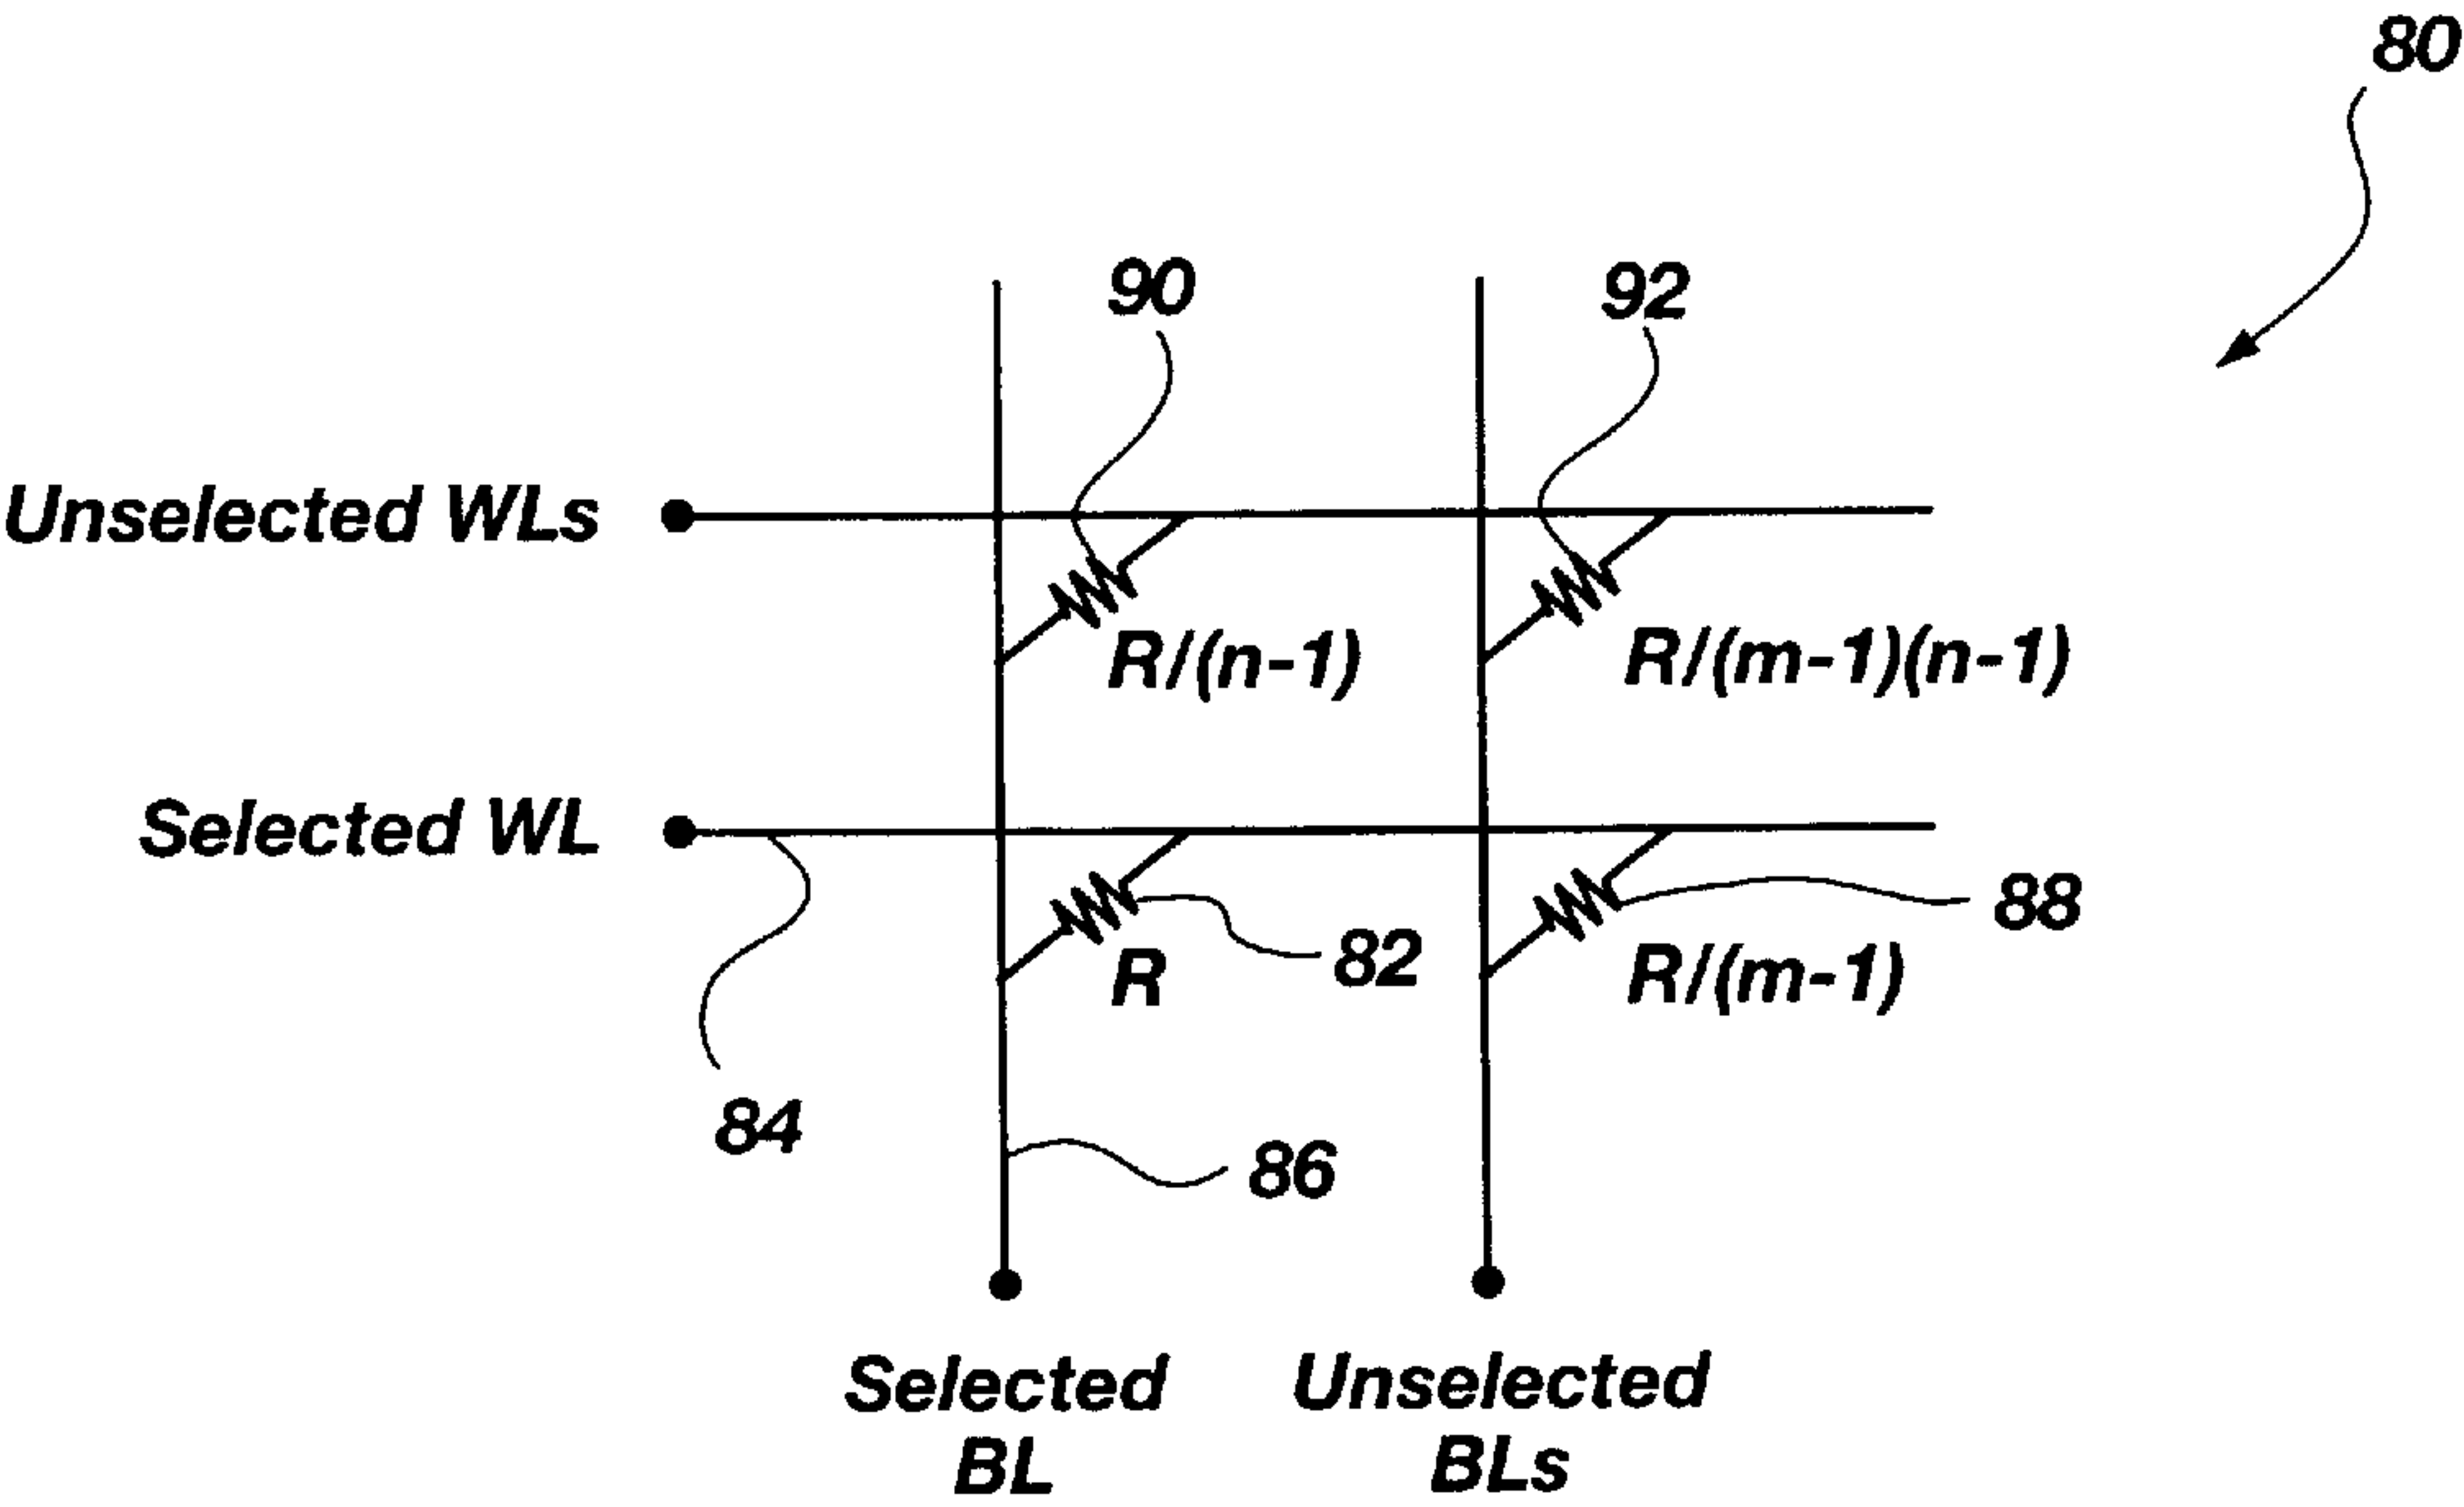 80
90
92
Unselected WLs
R/(n-1)
R/(m-1)(n-1)
Selected WL
88
82
R
R/(m-1)
84
86
Selected
BL
Unselected
BLs